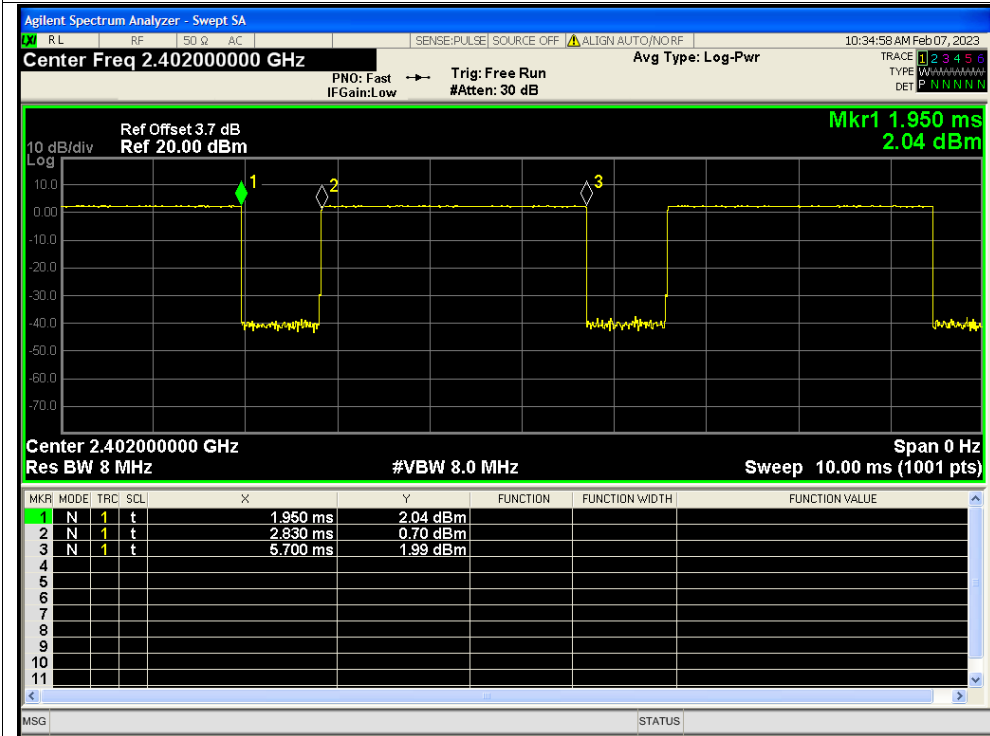 Agilent Spectrum Analyzer - Swept SA
LXI RL RF 50 Ω AC SENSE:PULSE SOURCE OFF ALIGN AUTO/NO RF 10:34:58 AM Feb 07, 2023
Center Freq 2.402000000 GHz Avg Type: Log-Pwr TRACE 1 2 3 4 5 6
PNO: Fast Trig: Free Run TYPE W
IFGain:Low #Atten: 30 dB DET P N N N N N
Mkr1 1.950 ms
Ref Offset 3.7 dB 2.04 dBm
10 dB/div Ref 20.00 dBm
Log
1 2 3
10.0
0.00
-10.0
-20.0
-30.0
-40.0
-50.0
-60.0
-70.0
Center 2.402000000 GHz Span 0 Hz
Res BW 8 MHz #VBW 8.0 MHz Sweep 10.00 ms (1001 pts)
MKR MODE TRC SCL X Y FUNCTION FUNCTION WIDTH FUNCTION VALUE
1 N 1 t 1.950 ms 2.04 dBm
2 N 1 t 2.830 ms 0.70 dBm
3 N 1 t 5.700 ms 1.99 dBm
4
5
6
7
8
9
10
11
MSG STATUS